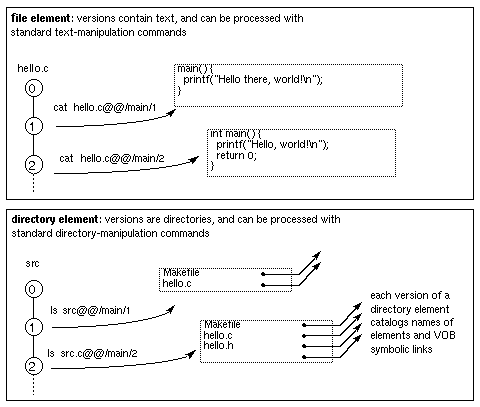 file element: versions contain text, and can be processed with
standard text-manipulation commands
hello.c
0
main() {
printf("Hello there, world!\n");
}
cat hello.c@@/main/1
1
int main() {
printf("Hello, world!\n");
return 0;
}
cat hello.c@@/main/2
2
directory element: versions are directories, and can be processed with
standard directory-manipulation commands
src
0
Makefile
hello.c
ls src@@/main/1
1
Makefile
hello.c
hello.h
ls src.c@@/main/2
2
each version of a
directory element
catalogs names of
elements and VOB
symbolic links